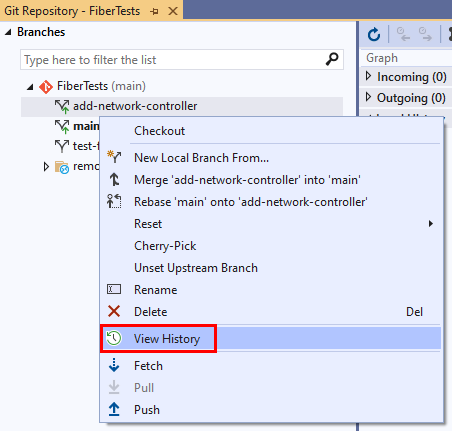 Git Repository - FiberTests
Branches
Type here to filter the list
FiberTests (main)
add-network-controller
main
test-
remo
Graph
Incoming (0)
Outgoing (0)
Checkout
New Local Branch From...
Merge 'add-network-controller' into 'main'
Rebase 'main' onto 'add-network-controller'
Reset
Cherry-Pick
Unset Upstream Branch
Rename
Delete Del
View History
Fetch
Pull
Push